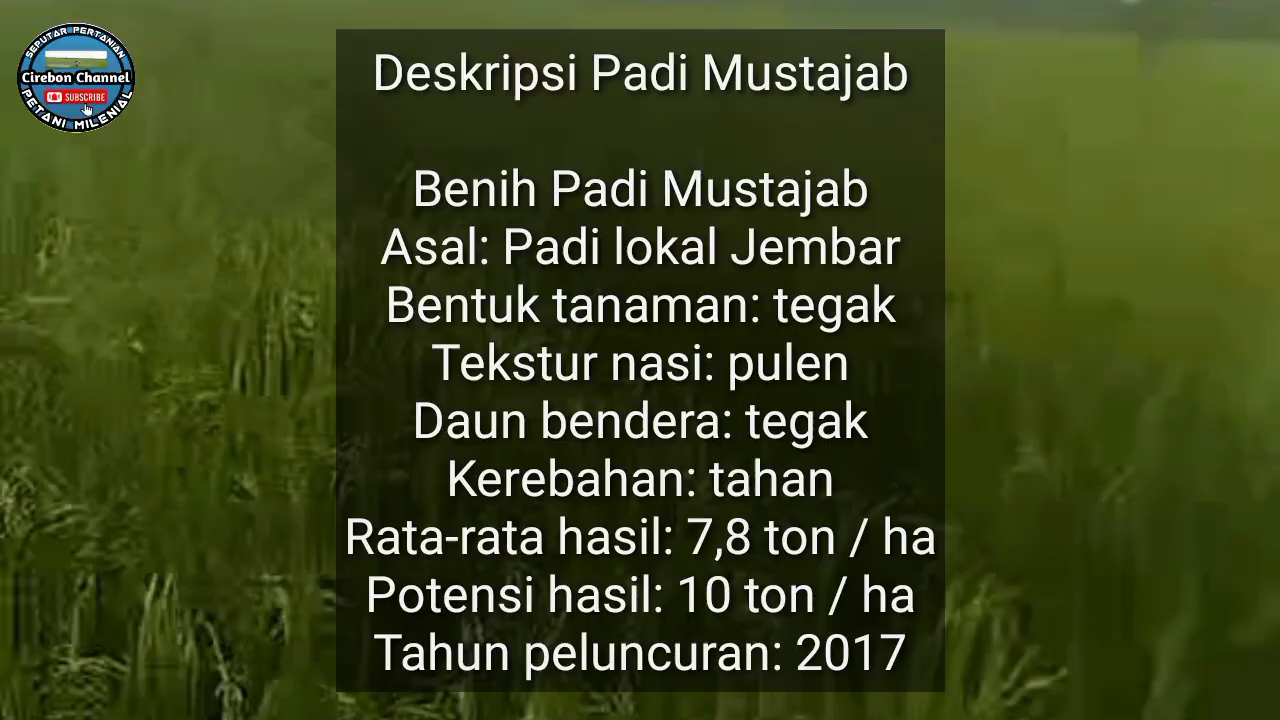 SEPUTAR PERTANIAN
Cirebon Channel
SUBSCRIBE
PETANI MILENIAL
Deskripsi Padi Mustajab
Benih Padi Mustajab
Asal: Padi lokal Jembar
Bentuk tanaman: tegak
Tekstur nasi: pulen
Daun bendera: tegak
Kerebahan: tahan
Rata-rata hasil: 7,8 ton / ha
Potensi hasil: 10 ton / ha
Tahun peluncuran: 2017